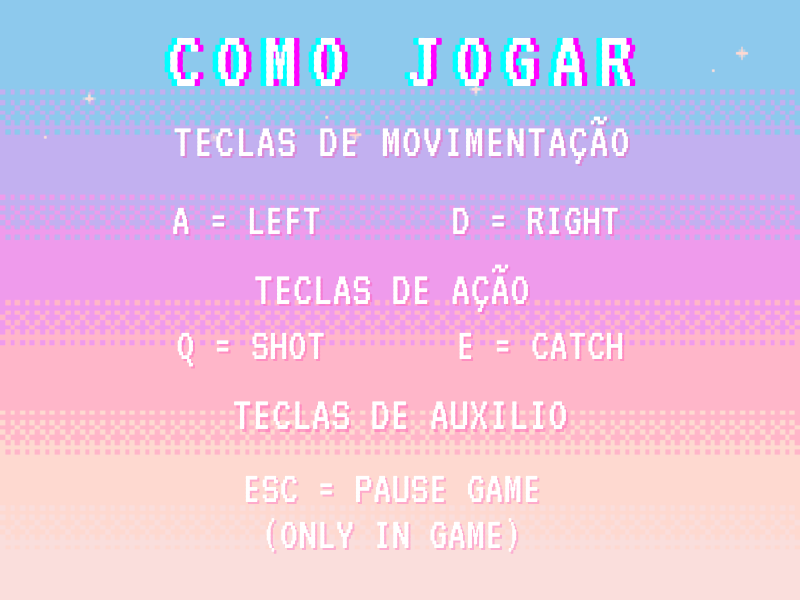 COMO JOGAR
TECLAS DE MOVIMENTAÇÃO
A = LEFT D = RIGHT
TECLAS DE AÇÃO
Q = SHOT E = CATCH
TECLAS DE AUXILIO
ESC = PAUSE GAME
(ONLY IN GAME)